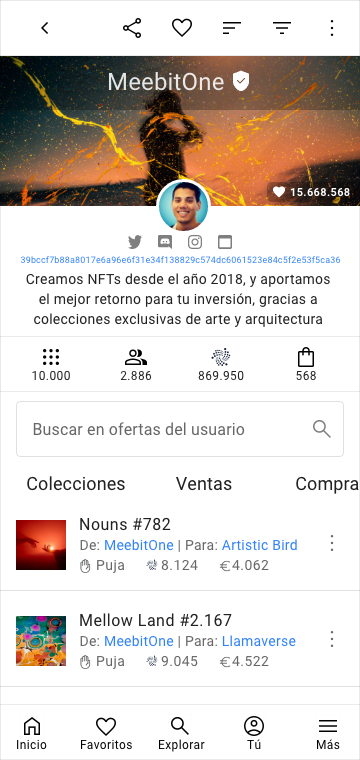 MeebitOne
15.668.568
39bccf7b88a8017e6a96e6f31e34f138829c574dc6061523e84c5f2e53f5ca36
Creamos NFTs desde el año 2018, y aportamos
el mejor retorno para tu inversión, gracias a
colecciones exclusivas de arte y arquitectura
10.000 2.886 869.950 568
Buscar en ofertas del usuario
Colecciones Ventas Compra
Nouns #782
De: MeebitOne | Para: Artistic Bird
Puja 8.124 €4.062
Mellow Land #2.167
De: MeebitOne | Para: Llamaverse
Puja 9.045 €4.522
Inicio Favoritos Explorar Tú Más